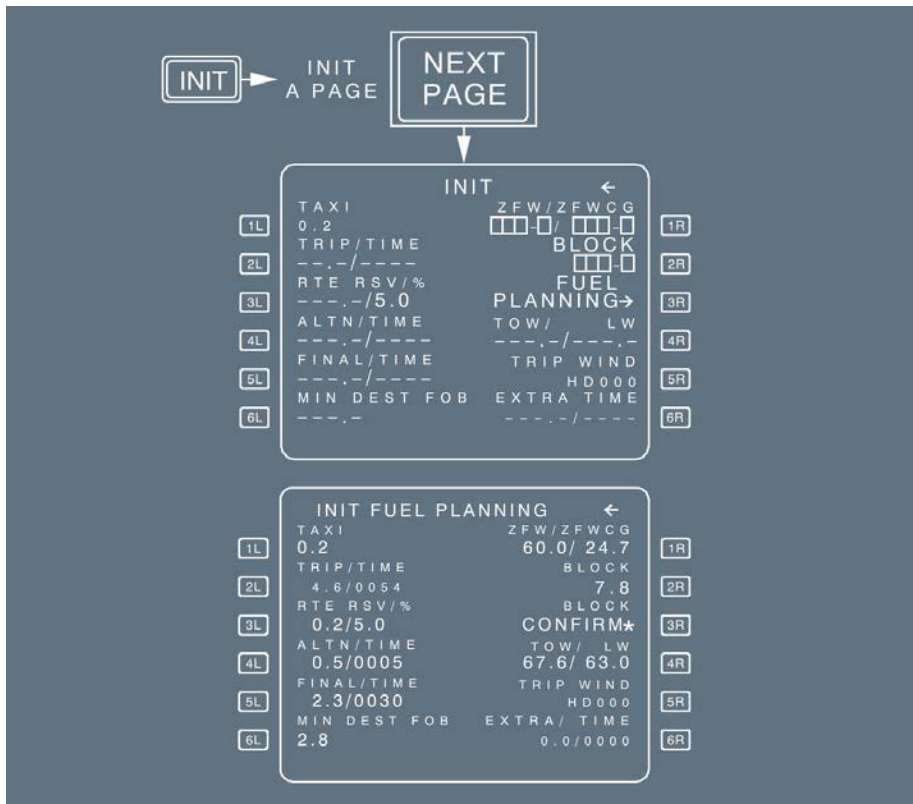 INIT
INIT
A PAGE
NEXT
PAGE
INIT ←
TAXI ZFW/ZFWCG
1L 0.2 □□□-□/ □□□-□ 1R
TRIP/TIME BLOCK
2L --.-/---- □□□-□ 2R
RTE RSV/% FUEL
3L ---.-/5.0 PLANNING→ 3R
ALTN/TIME TOW/ LW
4L ---.-/---- ---.-/---.- 4R
FINAL/TIME TRIP WIND
5L ---.-/---- HD000 5R
MIN DEST FOB EXTRA TIME
6L ---.- ---.-/---- 6R
INIT FUEL PLANNING ←
TAXI ZFW/ZFWCG
1L 0.2 60.0/ 24.7 1R
TRIP/TIME BLOCK
2L 4.6/0054 7.8 2R
RTE RSV/% BLOCK
3L 0.2/5.0 CONFIRM* 3R
ALTN/TIME TOW/ LW
4L 0.5/0005 67.6/ 63.0 4R
FINAL/TIME TRIP WIND
5L 2.3/0030 HD000 5R
MIN DEST FOB EXTRA/ TIME
6L 2.8 0.0/0000 6R